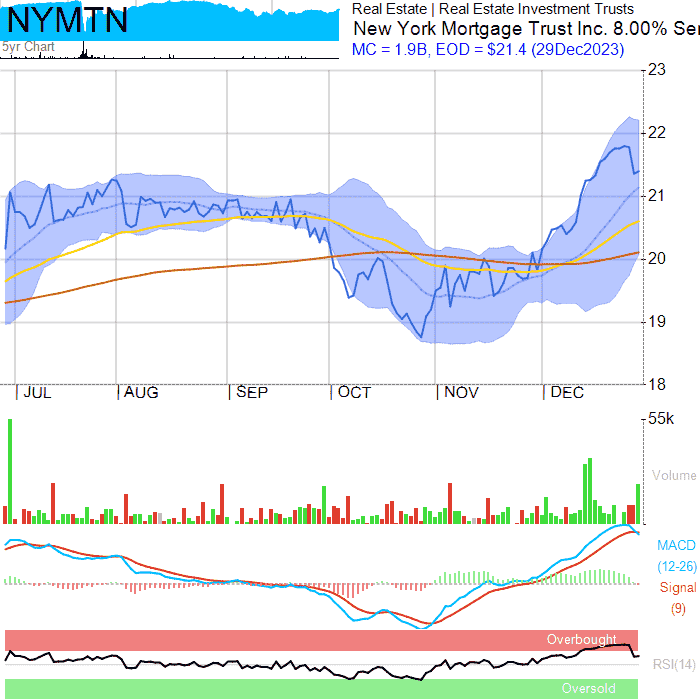 NYMTN
5yr Chart
Real Estate | Real Estate Investment Trusts
New York Mortgage Trust Inc. 8.00% Ser
MC = 1.9B, EOD = $21.4 (29Dec2023)
23
22
21
20
19
18
| JUL | AUG | SEP | OCT | NOV | DEC
55k
Volume
MACD
(12-26)
Signal
(9)
Overbought
RSI(14)
Oversold